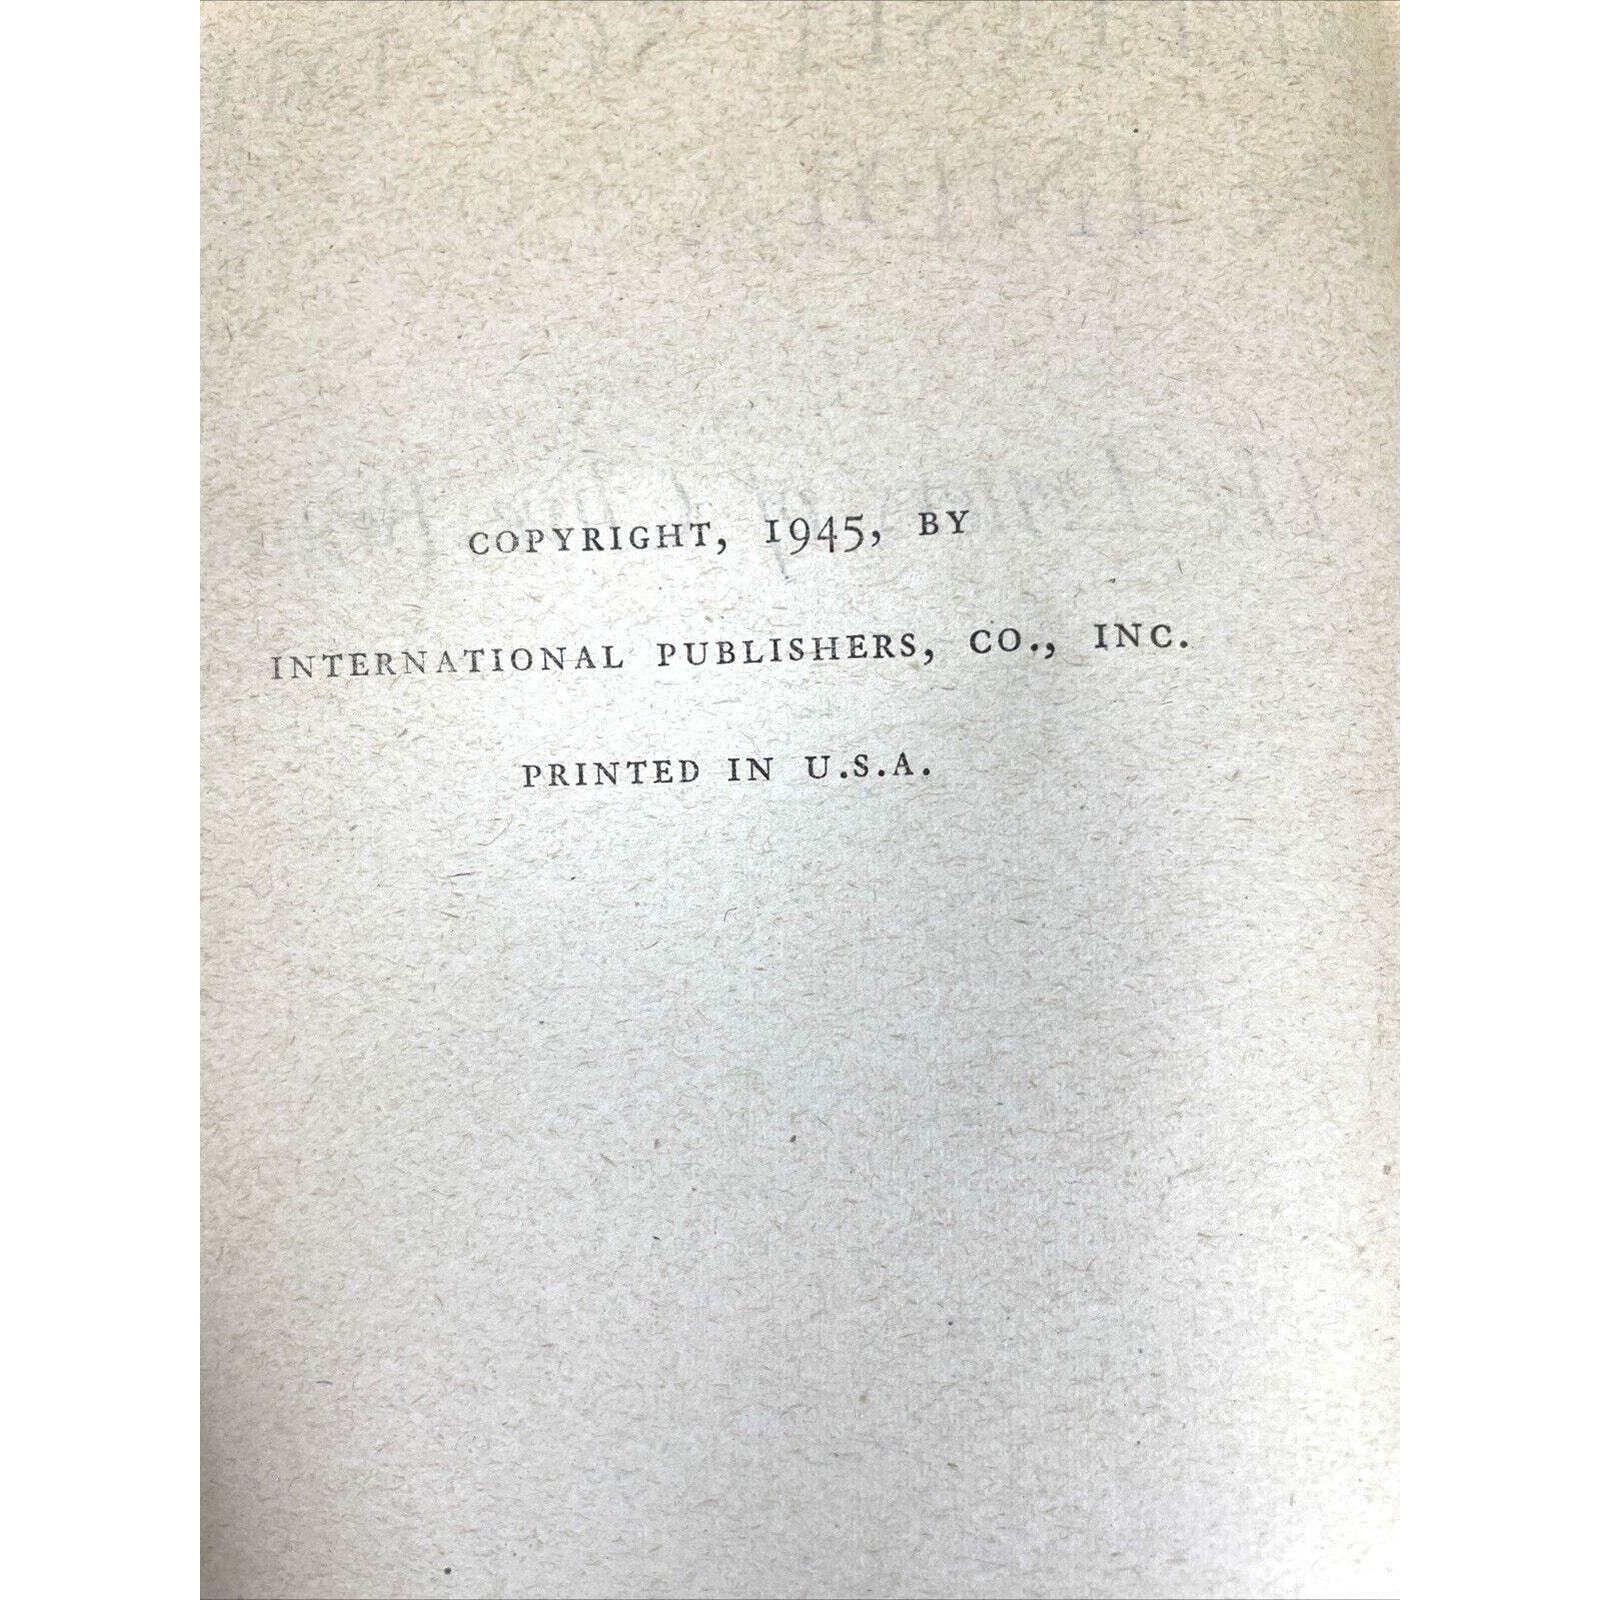 COPYRIGHT, 1945, BY
INTERNATIONAL PUBLISHERS, CO., INC.
PRINTED IN U.S.A.